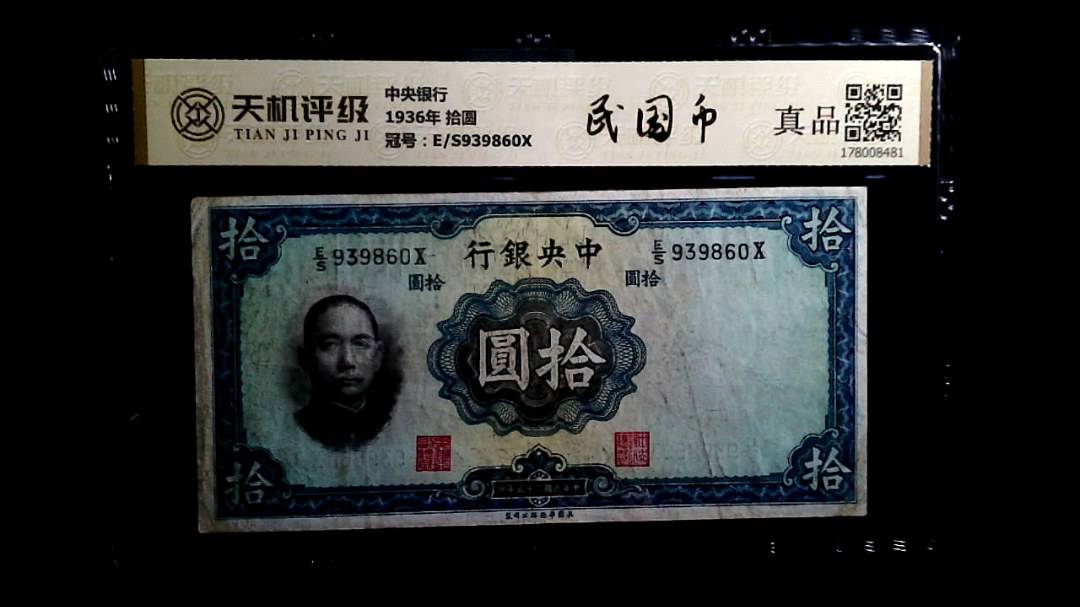 天机评级
TIAN JI PING JI
中央银行
1936年 拾圆
冠号：E/S939860X
民国币
真品
178008481
拾
拾
E/S 939860X
行銀央中
E/S 939860X
圓拾
圓拾
圓拾
拾
拾